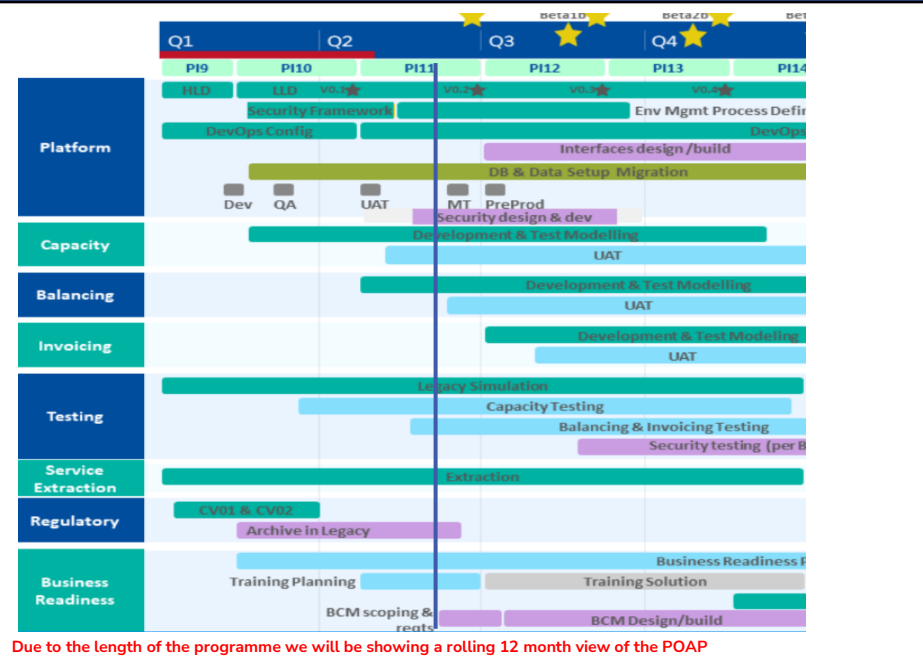 Beta1b Beta2b Bet
Q1 Q2 Q3 Q4
PI9 PI10 PI11 PI12 PI13 PI14
HLD LLD V0.1 V0.2 V0.3 V0.4
Security Framework Env Mgmt Process Defin
DevOps Config DevOps
Platform
Interfaces design /build
DB & Data Setup Migration
Dev QA UAT MT PreProd
Security design & dev
Capacity
Development & Test Modelling
UAT
Balancing
Development & Test Modelling
UAT
Invoicing
Development & Test Modeling
UAT
Testing
Legacy Simulation
Capacity Testing
Balancing & Invoicing Testing
Security testing (per B
Service
Extraction
Extraction
Regulatory
CV01 & CV02
Archive in Legacy
Business
Readiness
Business Readiness P
Training Planning Training Solution
BCM scoping &
reqts
BCM Design/build
Due to the length of the programme we will be showing a rolling 12 month view of the POAP